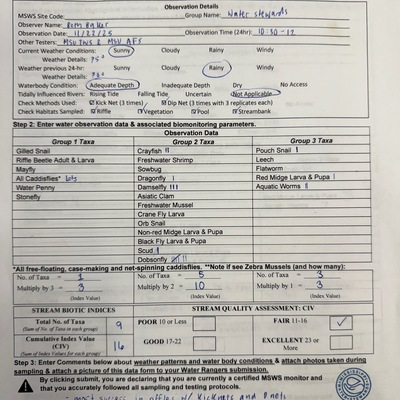 Observation Details
MSWS Site Code: Group Name: Water stewards
Observer Name:
Observation Date: 11/22/25 Observation Time (24hr): 10:30-12
Other Testers: MSU TWS & MSU AFS
Current Weather Conditions: Sunny Cloudy Rainy Windy
Weather Details: 75°
Weather previous 24-hr: Sunny Cloudy Rainy Windy
Weather Details: 78°
Waterbody Condition: Adequate Depth Inadequate Depth Dry No Access
Tidally Influenced Rivers: Rising Tide Falling Tide Uncertain Not Applicable
Check Methods Used: ☑ Kick Net (3 times) ☑ Dip Net (3 times with 3 replicates each)
Check Habitats Sampled: ☑ Riffle ☑ Vegetation ☑ Pool ☑ Streambank
Step 2: Enter water observation data & associated biomonitoring parameters.
Observation Data
Group 1 Taxa Group 2 Taxa Group 3 Taxa
Gilled Snail Crayfish II Pouch Snail I
Riffle Beetle Adult & Larva Freshwater Shrimp Leech
Mayfly Sowbug Flatworm
All Caddisflies* lots Dragonfly I Red Midge Larva & Pupa I
Water Penny Damselfly III Aquatic Worms II
Stonefly Asiatic Clam
Freshwater Mussel
Crane Fly Larva
Orb Snail
Non-red Midge Larva & Pupa
Black Fly Larva & Pupa
Scud I
Dobsonfly
*All free-floating, case-making and net-spinning caddisflies. **Note if see Zebra Mussels (and how many):
No. of Taxa = 1 No. of Taxa = 5 No. of Taxa = 3
Multiply by 3 = 3 Multiply by 2 = 10 Multiply by 1 = 3
(Index Value) (Index Value) (Index Value)
STREAM BIOTIC INDICES STREAM QUALITY ASSESSMENT: CIV
Total No. of Taxa 9 POOR 10 or Less FAIR 11-16 ✓
(Sum of No. of Taxa in each group)
Cumulative Index Value (CIV) 16 GOOD 17-22 EXCELLENT 23 or More
(Sum of Index Values for each group)
Step 3: Enter Comments below about weather patterns and water body conditions & attach photos taken during
sampling & attach a picture of this data form to your Water Rangers submission.
By clicking submit, you are declaring that you are currently a certified MSWS monitor and
that you accurately followed all sampling and testing protocols.
- most success in riffles w/ kicknets and dnets